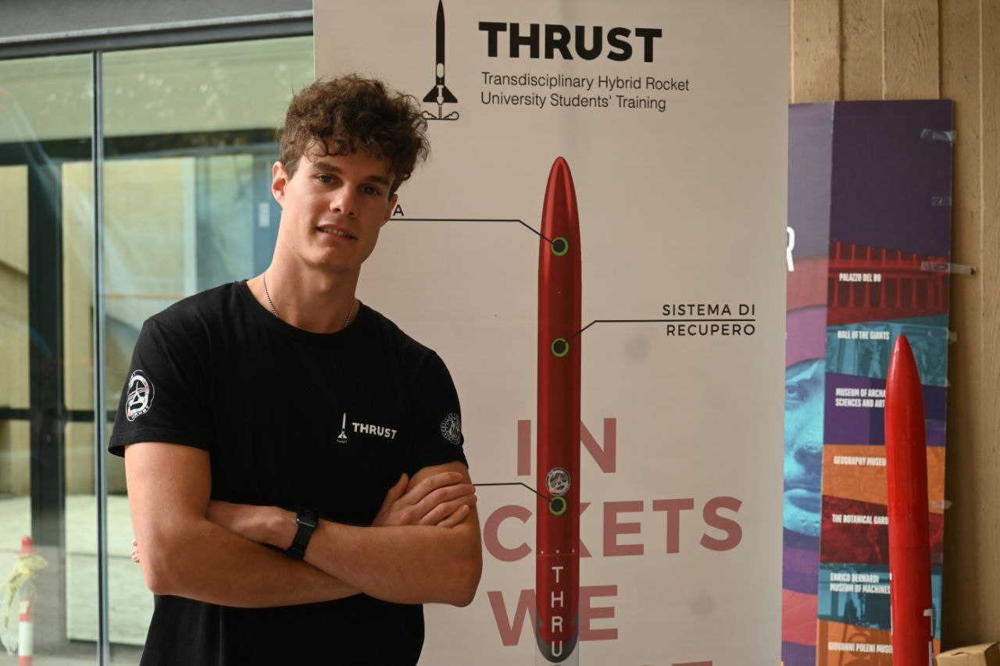 THRUST
Transdisciplinary Hybrid Rocket
University Students' Training
A
SISTEMA DI
RECUPERO
IN
CKETS
WE
THRU
THRUST
THRUST
R
PALAZZO DEL BO
HALL OF THE GIANTS
MUSEUM OF ARCHA
SCIENCES AND ART
GEOGRAPHY MUSEU
THE BOTANICAL GARD
ENRICO BERNARDI
MUSEUM OF MACHINES
GIOVANNI POLENI MUSE